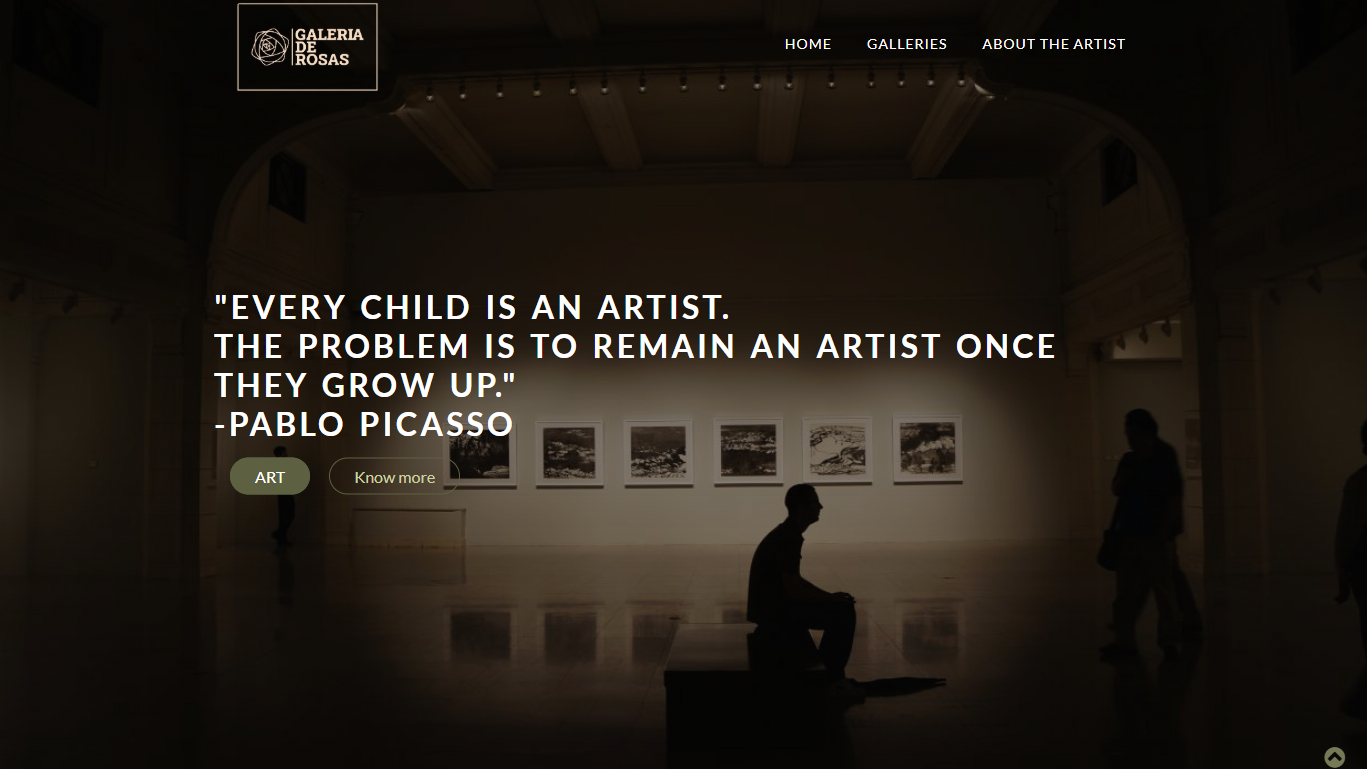 GALERIA
DE
ROSAS
HOME GALLERIES ABOUT THE ARTIST
"EVERY CHILD IS AN ARTIST.
THE PROBLEM IS TO REMAIN AN ARTIST ONCE
THEY GROW UP."
-PABLO PICASSO
ART Know more